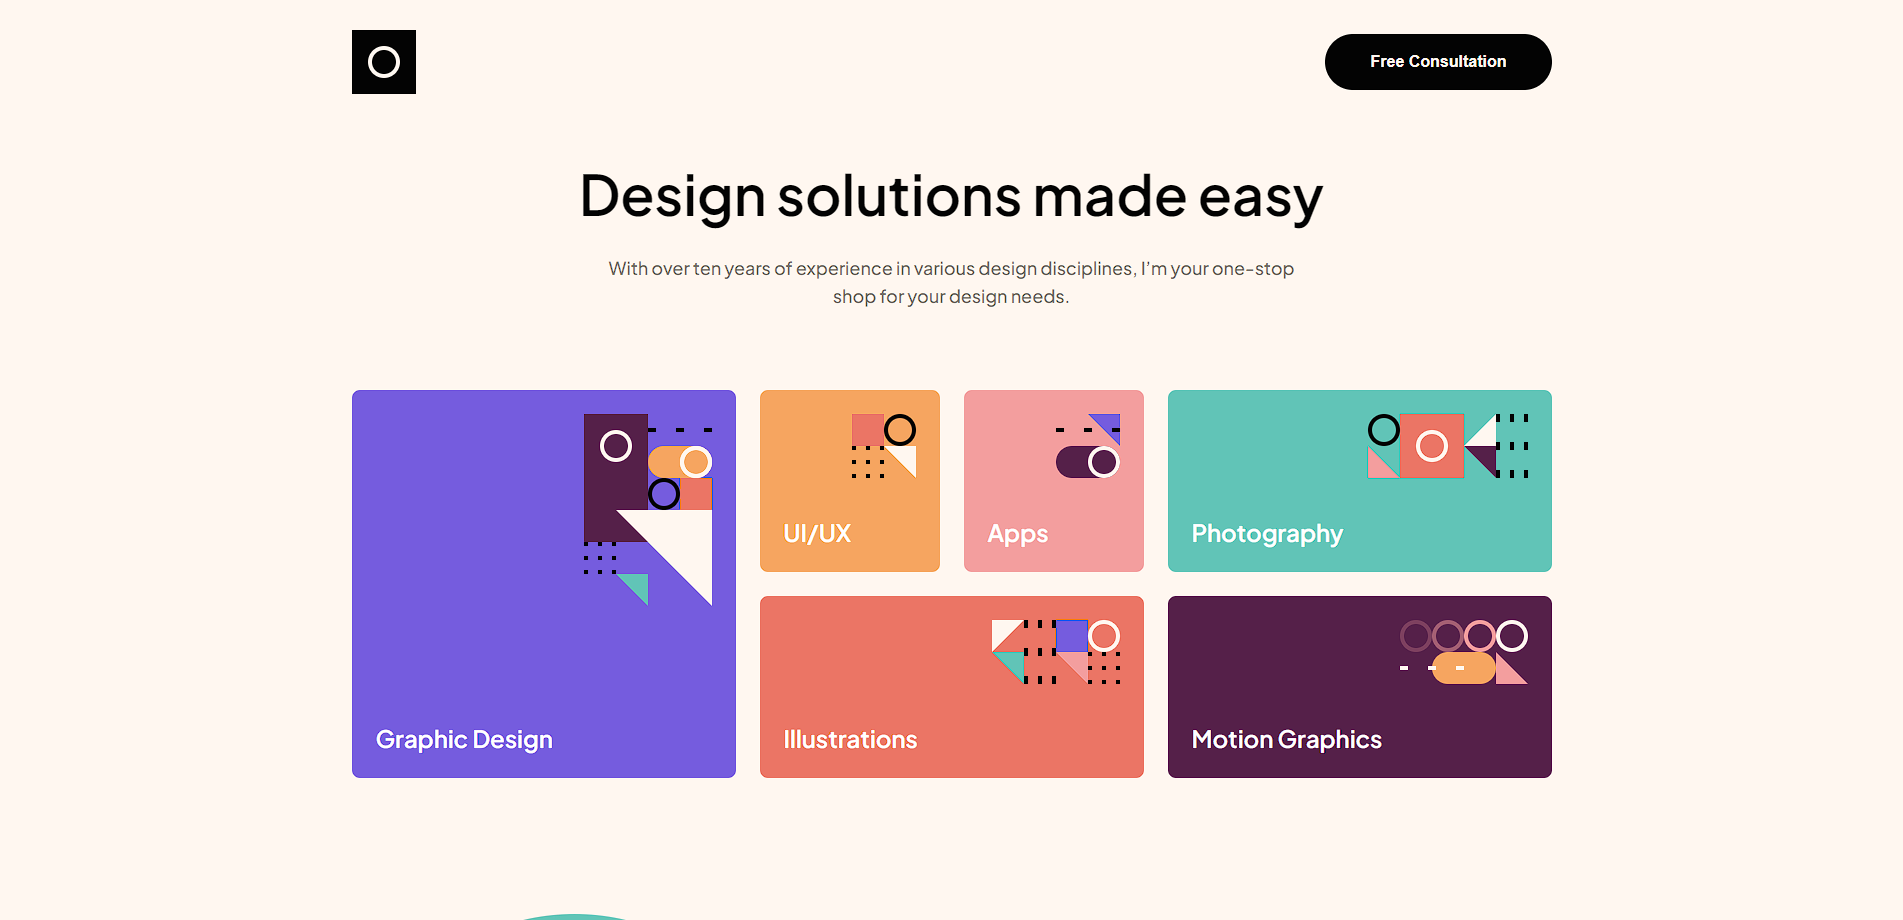 Free Consultation
Design solutions made easy
With over ten years of experience in various design disciplines, I’m your one-stop
shop for your design needs.
UI/UX
Apps
Photography
Graphic Design
Illustrations
Motion Graphics